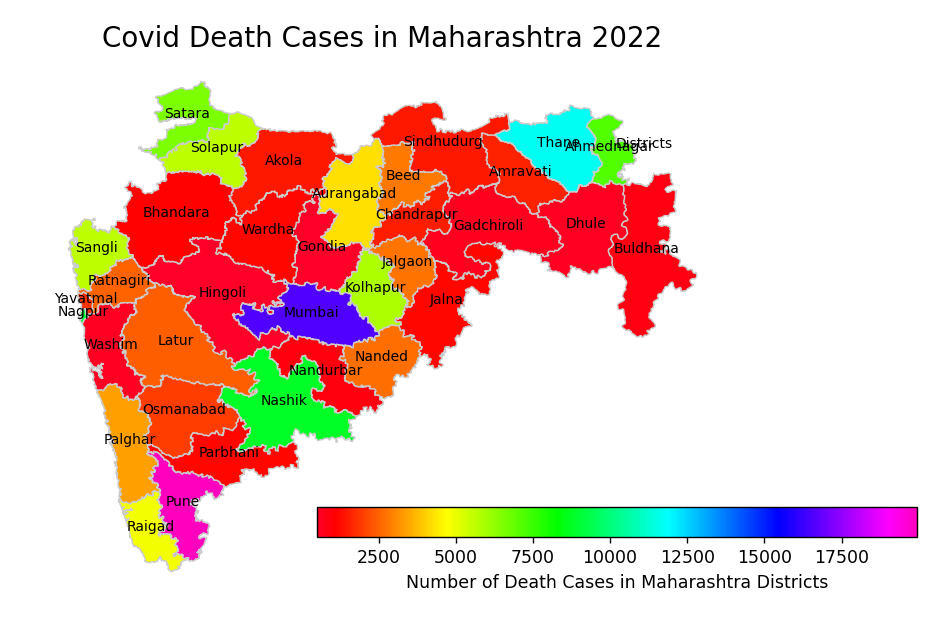 Covid Death Cases in Maharashtra 2022
Satara
Solapur
Akola
Sindhudurg
Thane
Ahmednagar
Districts
Aurangabad
Beed
Amravati
Bhandara
Wardha
Gondia
Chandrapur
Gadchiroli
Dhule
Buldhana
Sangli
Ratnagiri
Hingoli
Jalgaon
Kolhapur
Jalna
Yavatmal
Nagpur
Mumbai
Washim
Latur
Nandurbar
Nanded
Nashik
Osmanabad
Palghar
Parbhani
Pune
Raigad
2500 5000 7500 10000 12500 15000 17500
Number of Death Cases in Maharashtra Districts